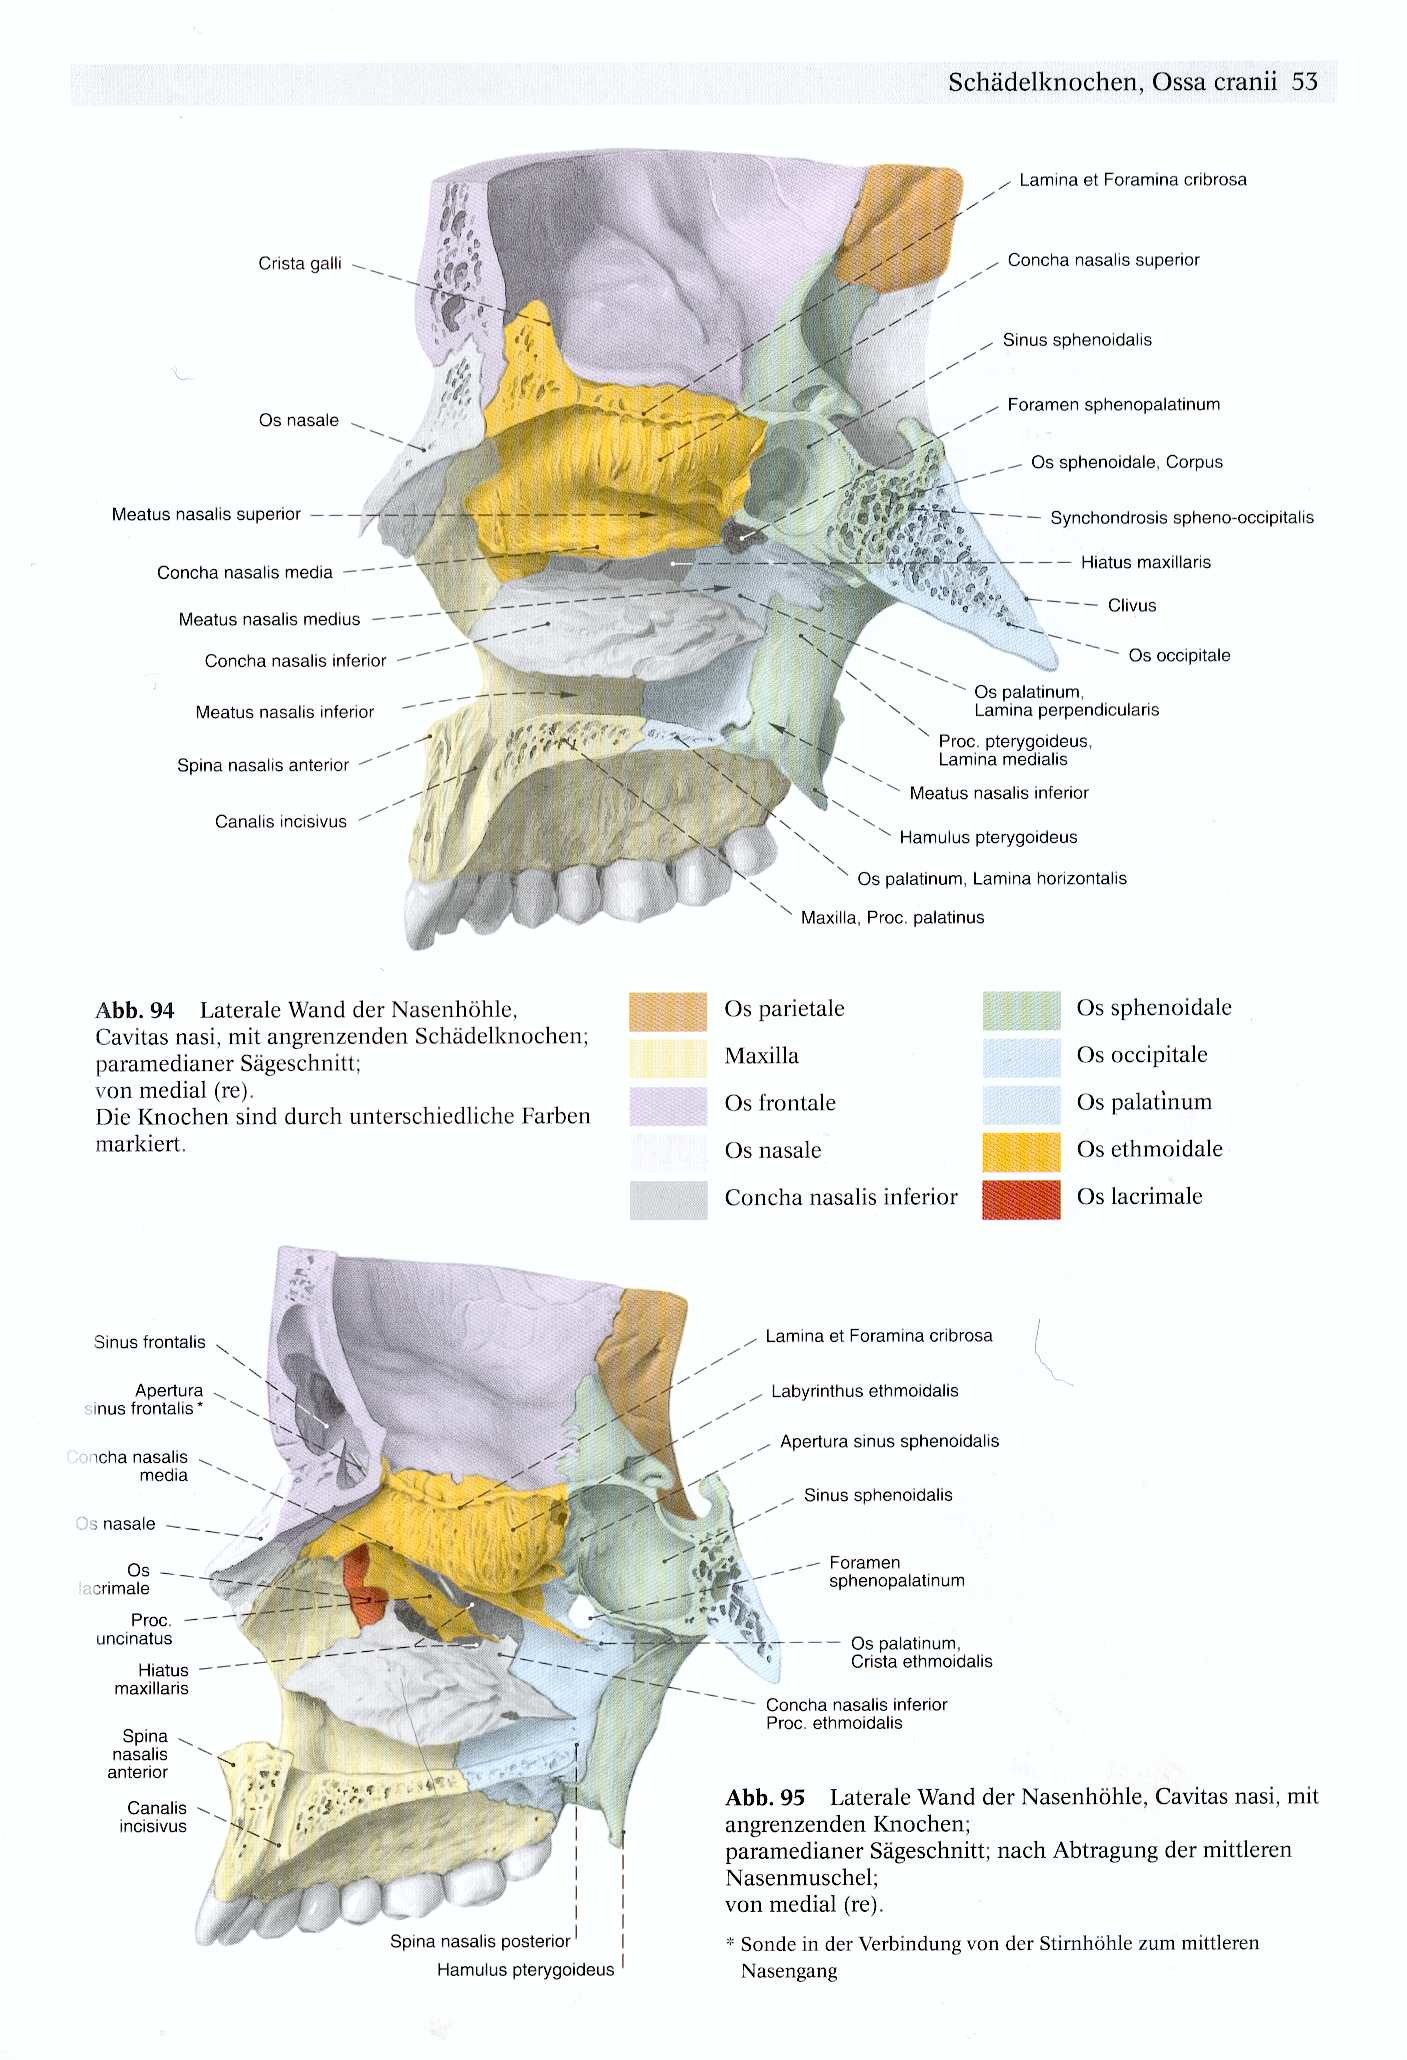 Schädelknochen, Ossa cranii 53
Lamina et Foramina cribrosa
Crista galli
Concha nasalis superior
Sinus sphenoidalis
Foramen sphenopalatinum
Os nasale
Os sphenoidale, Corpus
Meatus nasalis superior
Synchondrosis spheno-occipitalis
Hiatus maxillaris
Concha nasalis media
Clivus
Meatus nasalis medius
Os occipitale
Concha nasalis inferior
Os palatinum,
Lamina perpendicularis
Meatus nasalis inferior
Proc. pterygoideus,
Lamina medialis
Spina nasalis anterior
Meatus nasalis inferior
Canalis incisivus
Hamulus pterygoideus
Os palatinum, Lamina horizontalis
Maxilla, Proc. palatinus
Abb. 94 Laterale Wand der Nasenhöhle,
Cavitas nasi, mit angrenzenden Schädelknochen;
paramedianer Sägeschnitt;
von medial (re).
Die Knochen sind durch unterschiedliche Farben
markiert.
Os parietale
Maxilla
Os frontale
Os nasale
Concha nasalis inferior
Os sphenoidale
Os occipitale
Os palatinum
Os ethmoidale
Os lacrimale
Sinus frontalis
Apertura
sinus frontalis*
Concha nasalis
media
Os nasale
Os
lacrimale
Proc.
uncinatus
Hiatus
maxillaris
Spina
nasalis
anterior
Canalis
incisivus
Lamina et Foramina cribrosa
Labyrinthus ethmoidalis
Apertura sinus sphenoidalis
Sinus sphenoidalis
Foramen
sphenopalatinum
Os palatinum,
Crista ethmoidalis
Concha nasalis inferior
Proc. ethmoidalis
Spina nasalis posterior
Hamulus pterygoideus
Abb. 95 Laterale Wand der Nasenhöhle, Cavitas nasi, mit
angrenzenden Knochen;
paramedianer Sägeschnitt; nach Abtragung der mittleren
Nasenmuschel;
von medial (re).
* Sonde in der Verbindung von der Stirnhöhle zum mittleren
Nasengang